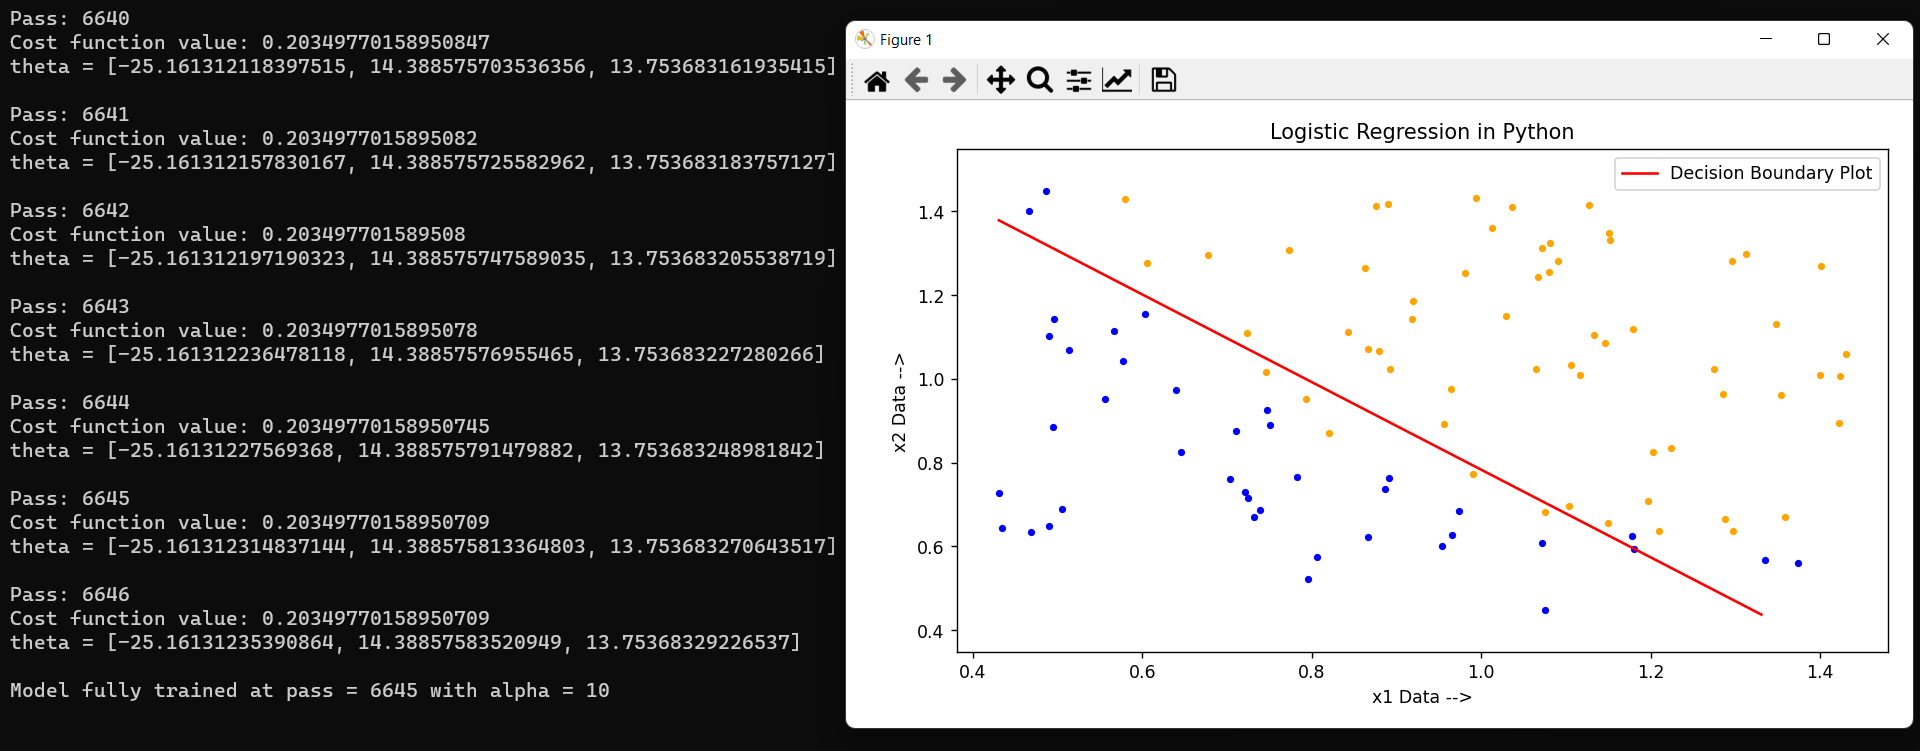 Pass: 6640
Cost function value: 0.20349770158950847
theta = [-25.161312118397515, 14.388575703536356, 13.753683161935415]
Pass: 6641
Cost function value: 0.2034977015895082
theta = [-25.161312157830167, 14.388575725582962, 13.753683183757127]
Pass: 6642
Cost function value: 0.203497701589508
theta = [-25.161312197190323, 14.388575747589035, 13.753683205538719]
Pass: 6643
Cost function value: 0.2034977015895078
theta = [-25.161312236478118, 14.38857576955465, 13.753683227280266]
Pass: 6644
Cost function value: 0.20349770158950745
theta = [-25.16131227569368, 14.388575791479882, 13.753683248981842]
Pass: 6645
Cost function value: 0.20349770158950709
theta = [-25.161312314837144, 14.388575813364803, 13.753683270643517]
Pass: 6646
Cost function value: 0.20349770158950709
theta = [-25.16131235390864, 14.38857583520949, 13.75368329226537]
Model fully trained at pass = 6645 with alpha = 10
Figure 1
Logistic Regression in Python
Decision Boundary Plot
x2 Data -->
1.4
1.2
1.0
0.8
0.6
0.4
0.4 0.6 0.8 1.0 1.2 1.4
x1 Data -->